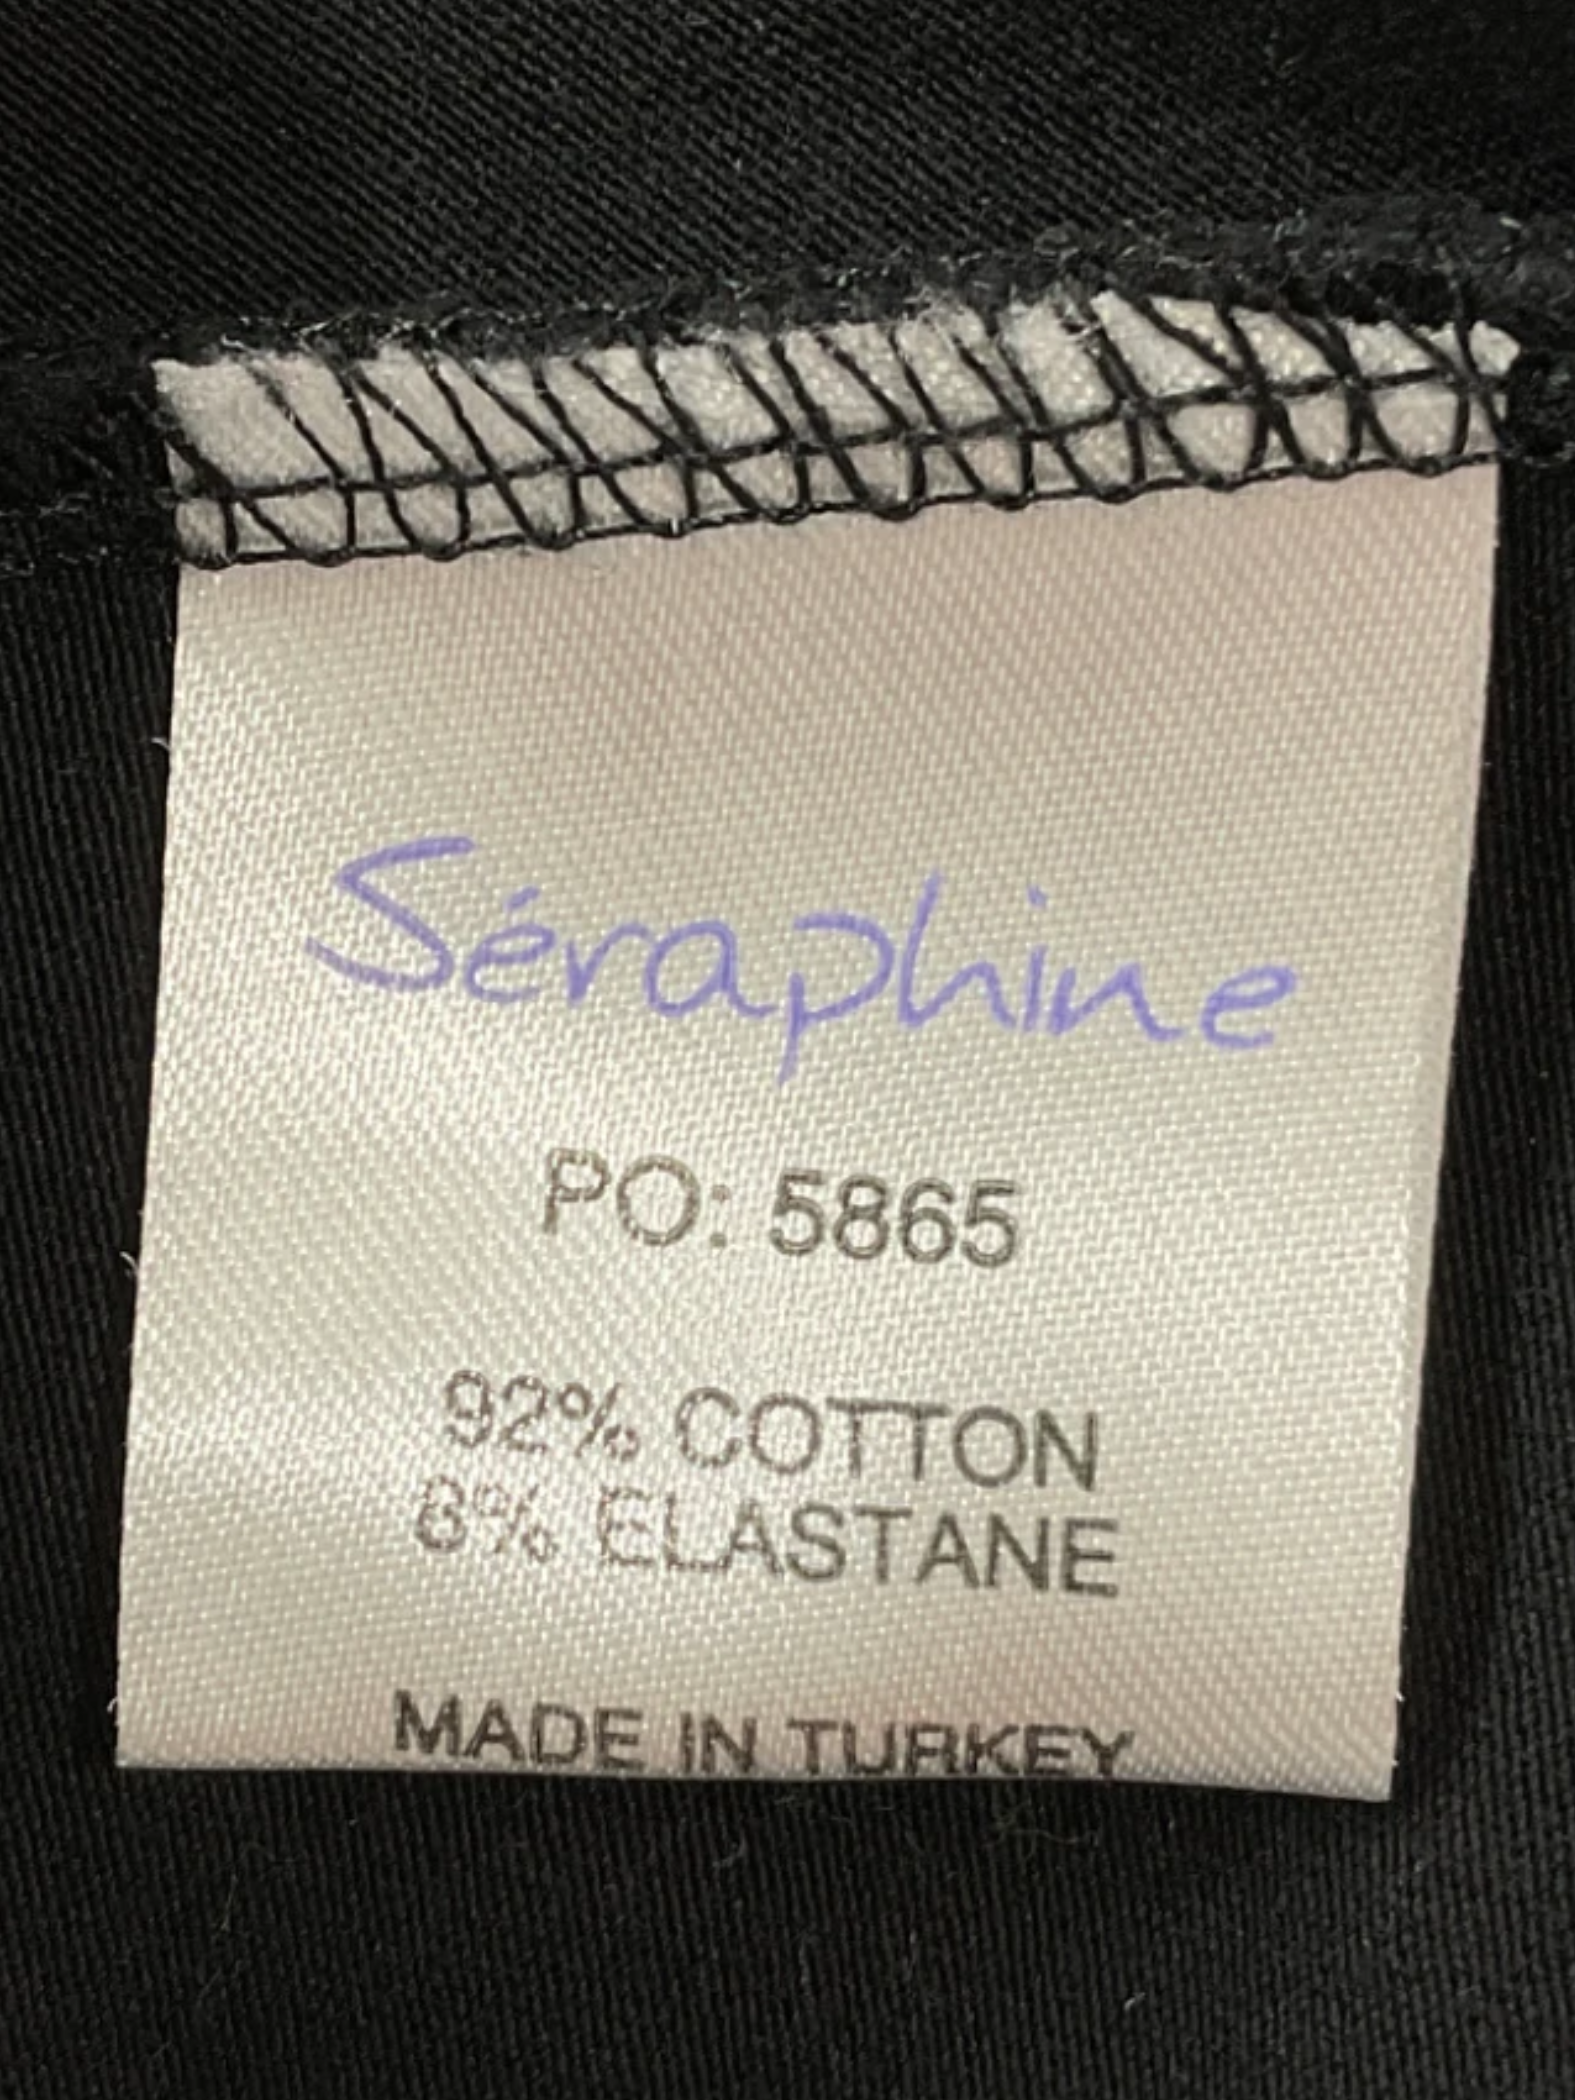 Séraphine
PO: 5865
92% COTTON
8% ELASTANE
MADE IN TURKEY